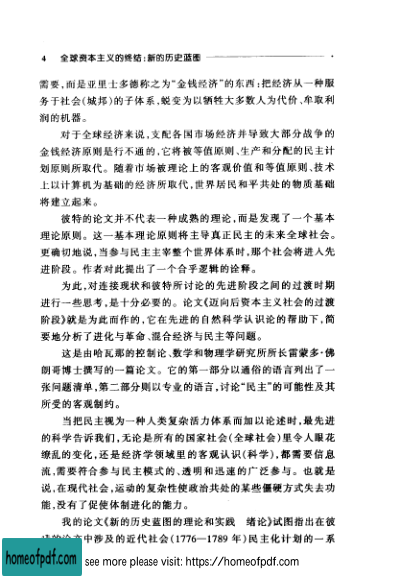 4 全球资本主义的终结:新的历史蓝图
需要,而是亚里士多德称之为“金钱经济”的东西:把经济从一种服
务于社会(城邦)的子体系,蜕变为以牺牲大多数人为代价、牟取利
润的机器。
对于全球经济来说,支配各国市场经济并导致大部分战争的
金钱经济原则是行不通的,它将被等值原则、生产和分配的民主计
划原则所取代。随着市场被理论上的客观价值和等值原则、技术
上以计算机为基础的经济所取代,世界居民和平共处的物质基础
将建立起来。
彼特的论文并不代表一种成熟的理论,而是发现了一个基本
理论原则。这一基本理论原则将主导真正民主的未来全球社会。
更确切地说,当参与民主主宰整个世界体系时,那个社会将进入先
进阶段。作者对此提出了一个合乎逻辑的诠释。
为此,对连接现状和彼特所讨论的先进阶段之间的过渡时期
进行一些思考,是十分必要的。论文《迈向后资本主义社会的过渡
阶段》就是为此而作的,它在先进的自然科学认识论的帮助下,简
要地分析了进化与革命、混合经济与民主等问题。
这是由哈瓦那的控制论、数学和物理学研究所所长雷蒙多·佛
朗哥博士撰写的一篇论文。它的第一部分以通俗的语言列出了一
张问题清单,第二部分则以专业的语言,讨论“民主”的可能性及其
所受的客观制约。
当把民主视为一种人类复杂活力体系而加以论述时,最先进
的科学告诉我们,无论是所有的国家社会(全球社会)里令人眼花
缭乱的变化,还是经济学领域里的客观认识(科学),都需要信息
流,需要符合参与民主模式的、透明和迅速的广泛参与。也就是
说,在现代社会,运动的复杂性使政治共处的某些僵硬方式失去功
能,没有了促使体制进化的能力。
我的论文《新的历史蓝图的理论和实践 绪论》试图指出在彼
中涉及的近代社会(1776—1789年)民主化计划的一系
homeofpdf.com
see more please visit: https://homeofpdf.com